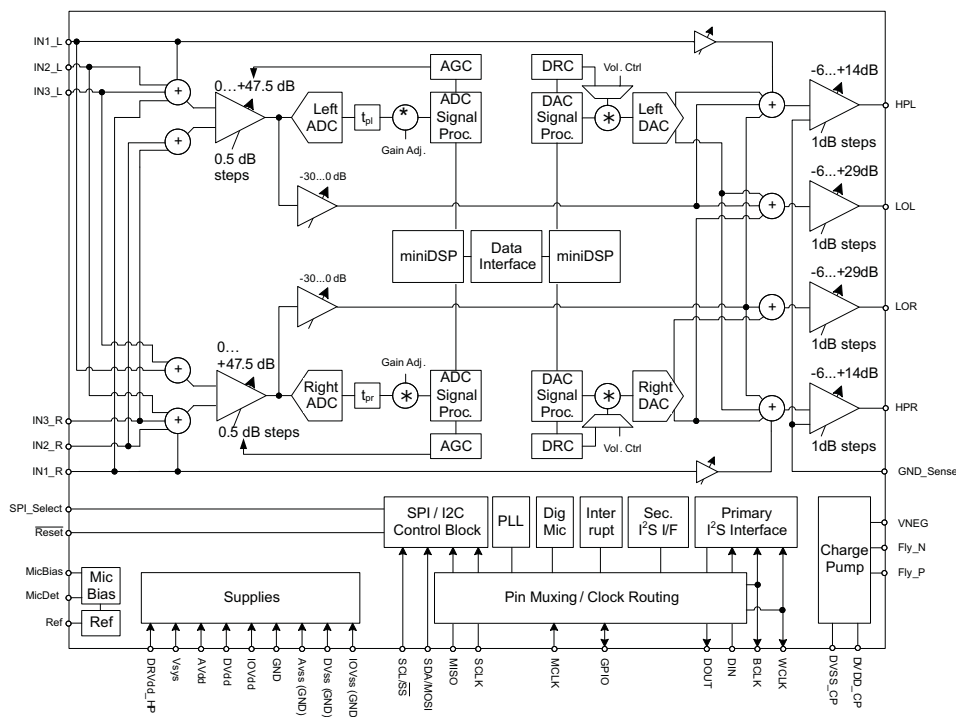 IN1_L
IN2_L
IN3_L
0…+47.5 dB
0.5 dB
steps
Left
ADC
tpl
*
Gain Adj.
AGC
ADC
Signal
Proc.
DRC
Vol. Ctrl
DAC
Signal
Proc.
*
Left
DAC
-6...+14dB
HPL
1dB steps
-30...0 dB
-6...+29dB
LOL
1dB steps
miniDSP
Data
Interface
miniDSP
-30...0 dB
-6...+29dB
LOR
1dB steps
0…
+47.5 dB
0.5 dB steps
Right
ADC
tpr
Gain Adj.
*
ADC
Signal
Proc.
AGC
DAC
Signal
Proc.
DRC
*
Vol. Ctrl
Right
DAC
-6...+14dB
HPR
1dB steps
IN3_R
IN2_R
IN1_R
GND_Sense
SPI_Select
Reset
SPI / I2C
Control Block
PLL
Dig
Mic
Inter
rupt
Sec.
I2S I/F
Primary
I2S Interface
Charge
Pump
VNEG
Fly_N
Fly_P
MicBias
MicDet
Ref
Mic
Bias
Ref
Supplies
Pin Muxing / Clock Routing
DRVdd_HP
Vsys
AVdd
DVdd
IOVdd
GND
AVss (GND)
DVss (GND)
IOVss (GND
SCL/SS
SDA/MOSI
MISO
SCLK
MCLK
GPIO
DOUT
DIN
BCLK
WCLK
DVSS_CP
DVDD_CP